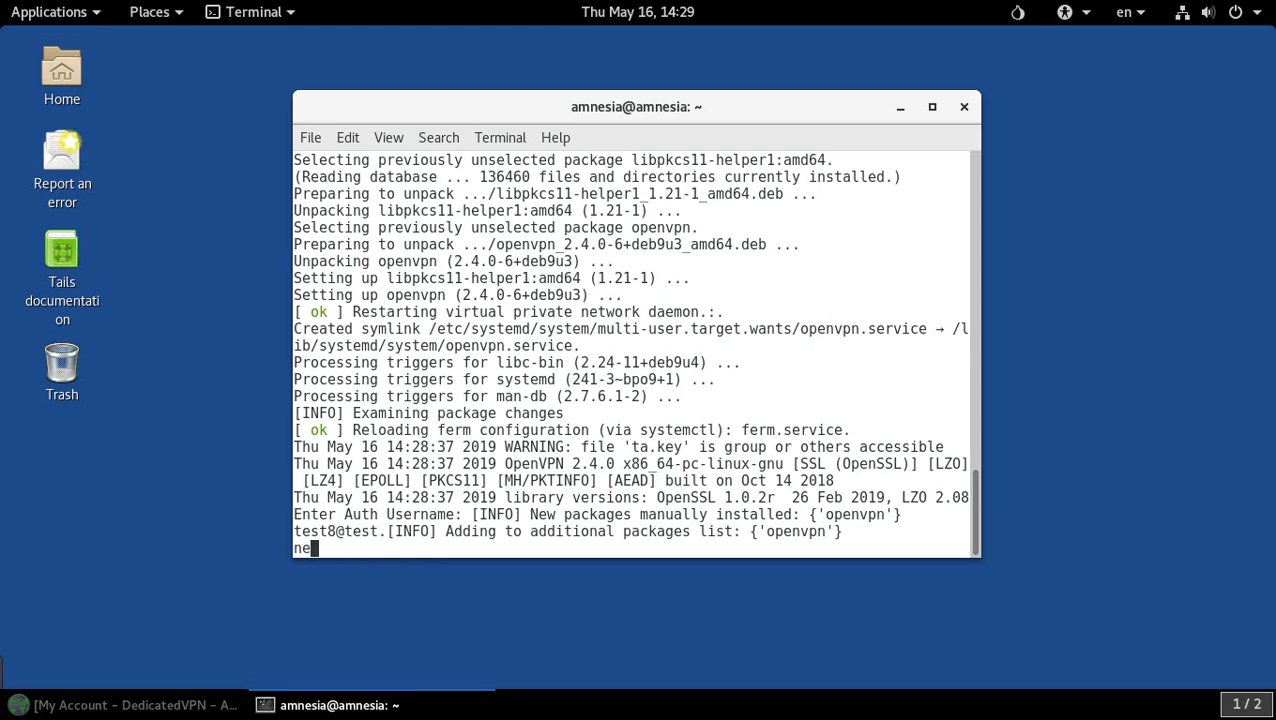 Applications Places Terminal Thu May 16, 14:29 en
Home
Report an
error
Tails
documentati
on
Trash
amnesia@amnesia: ~
File Edit View Search Terminal Help
Selecting previously unselected package libpkcs11-helper1:amd64.
(Reading database ... 136460 files and directories currently installed.)
Preparing to unpack .../libpkcs11-helper1_1.21-1_amd64.deb ...
Unpacking libpkcs11-helper1:amd64 (1.21-1) ...
Selecting previously unselected package openvpn.
Preparing to unpack .../openvpn_2.4.0-6+deb9u3_amd64.deb ...
Unpacking openvpn (2.4.0-6+deb9u3) ...
Setting up libpkcs11-helper1:amd64 (1.21-1) ...
Setting up openvpn (2.4.0-6+deb9u3) ...
[ ok ] Restarting virtual private network daemon.:.
Created symlink /etc/systemd/system/multi-user.target.wants/openvpn.service → /l
ib/systemd/system/openvpn.service.
Processing triggers for libc-bin (2.24-11+deb9u4) ...
Processing triggers for systemd (241-3~bpo9+1) ...
Processing triggers for man-db (2.7.6.1-2) ...
[INFO] Examining package changes
[ ok ] Reloading ferm configuration (via systemctl): ferm.service.
Thu May 16 14:28:37 2019 WARNING: file 'ta.key' is group or others accessible
Thu May 16 14:28:37 2019 OpenVPN 2.4.0 x86_64-pc-linux-gnu [SSL (OpenSSL)] [LZO]
[LZ4] [EPOLL] [PKCS11] [MH/PKTINFO] [AEAD] built on Oct 14 2018
Thu May 16 14:28:37 2019 library versions: OpenSSL 1.0.2r  26 Feb 2019, LZO 2.08
Enter Auth Username: [INFO] New packages manually installed: {'openvpn'}
test8@test.[INFO] Adding to additional packages list: {'openvpn'}
ne
[My Account – DedicatedVPN – A... amnesia@amnesia: ~ 1 / 2